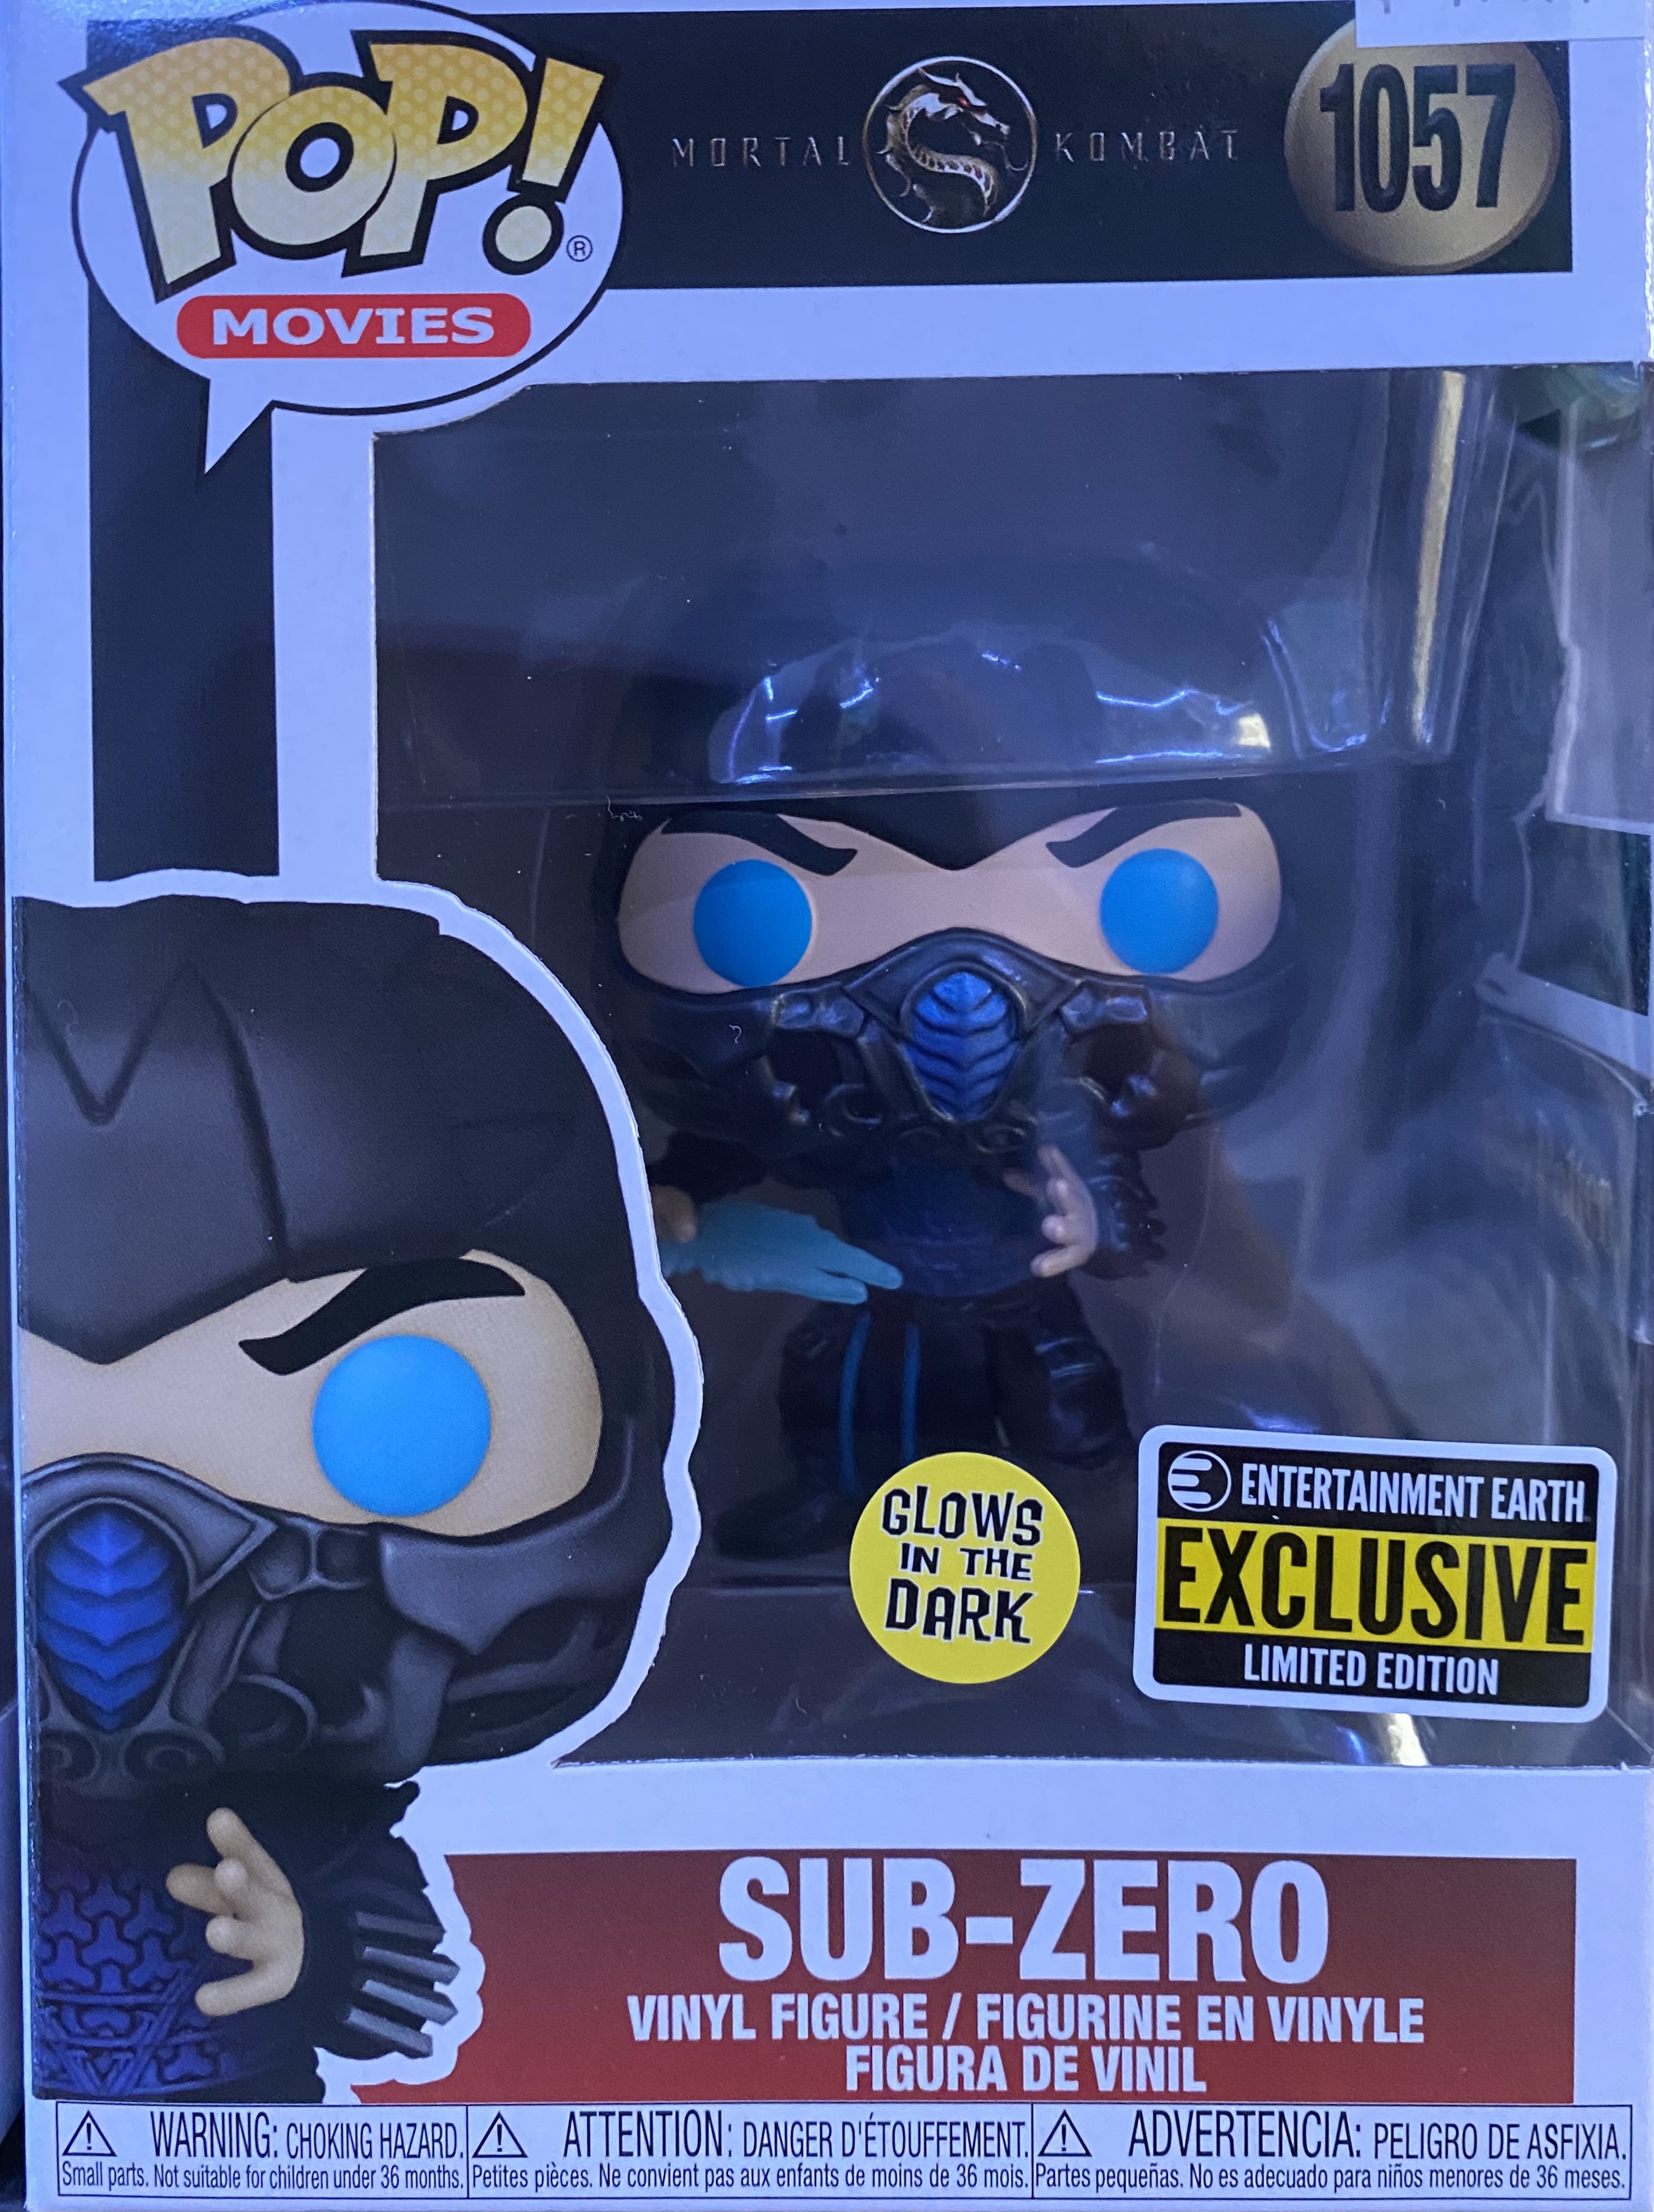 POP!®
MOVIES
MORTAL KOMBAT
1057
GLOWS
IN THE
DARK
ENTERTAINMENT EARTH
EXCLUSIVE
LIMITED EDITION
SUB-ZERO
VINYL FIGURE / FIGURINE EN VINYLE
FIGURA DE VINIL
WARNING: CHOKING HAZARD.
Small parts. Not suitable for children under 36 months.
ATTENTION: DANGER D'ÉTOUFFEMENT.
Petites pièces. Ne convient pas aux enfants de moins de 36 mois.
ADVERTENCIA: PELIGRO DE ASFIXIA.
Partes pequeñas. No es adecuado para niños menores de 36 meses.